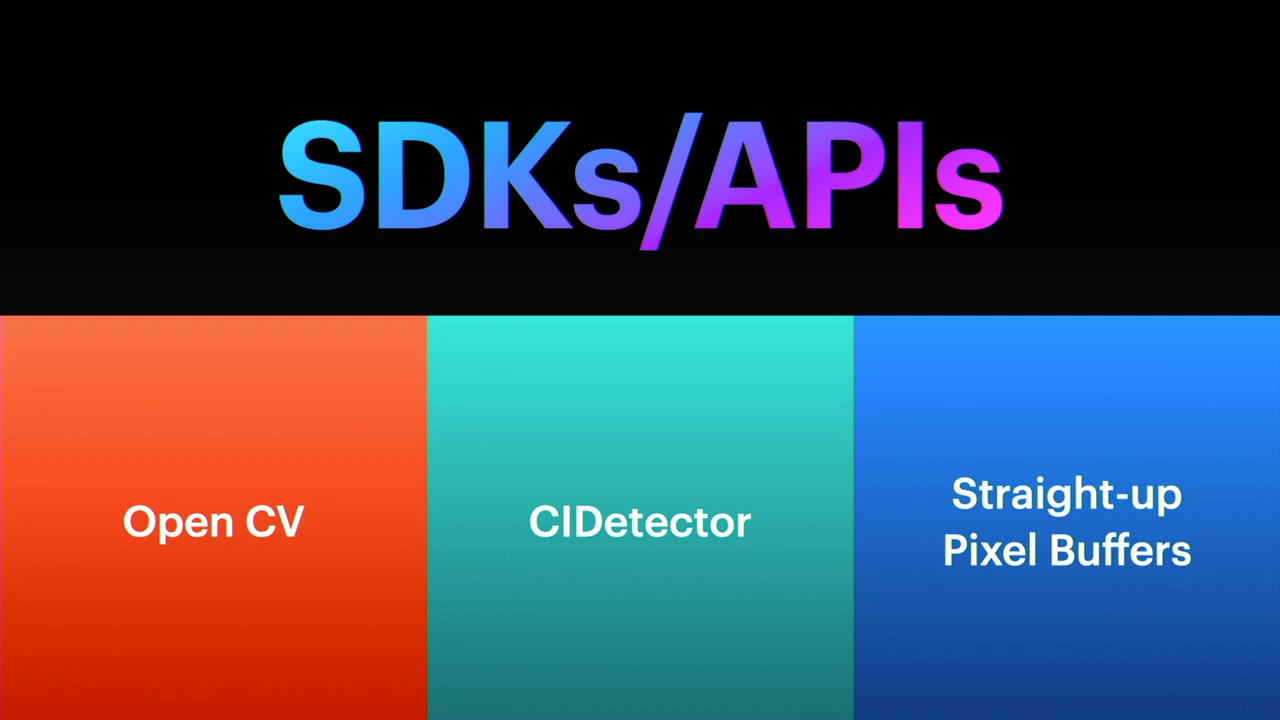 SDKs/APIs
Open CV
CIDetector
Straight-up
Pixel Buffers